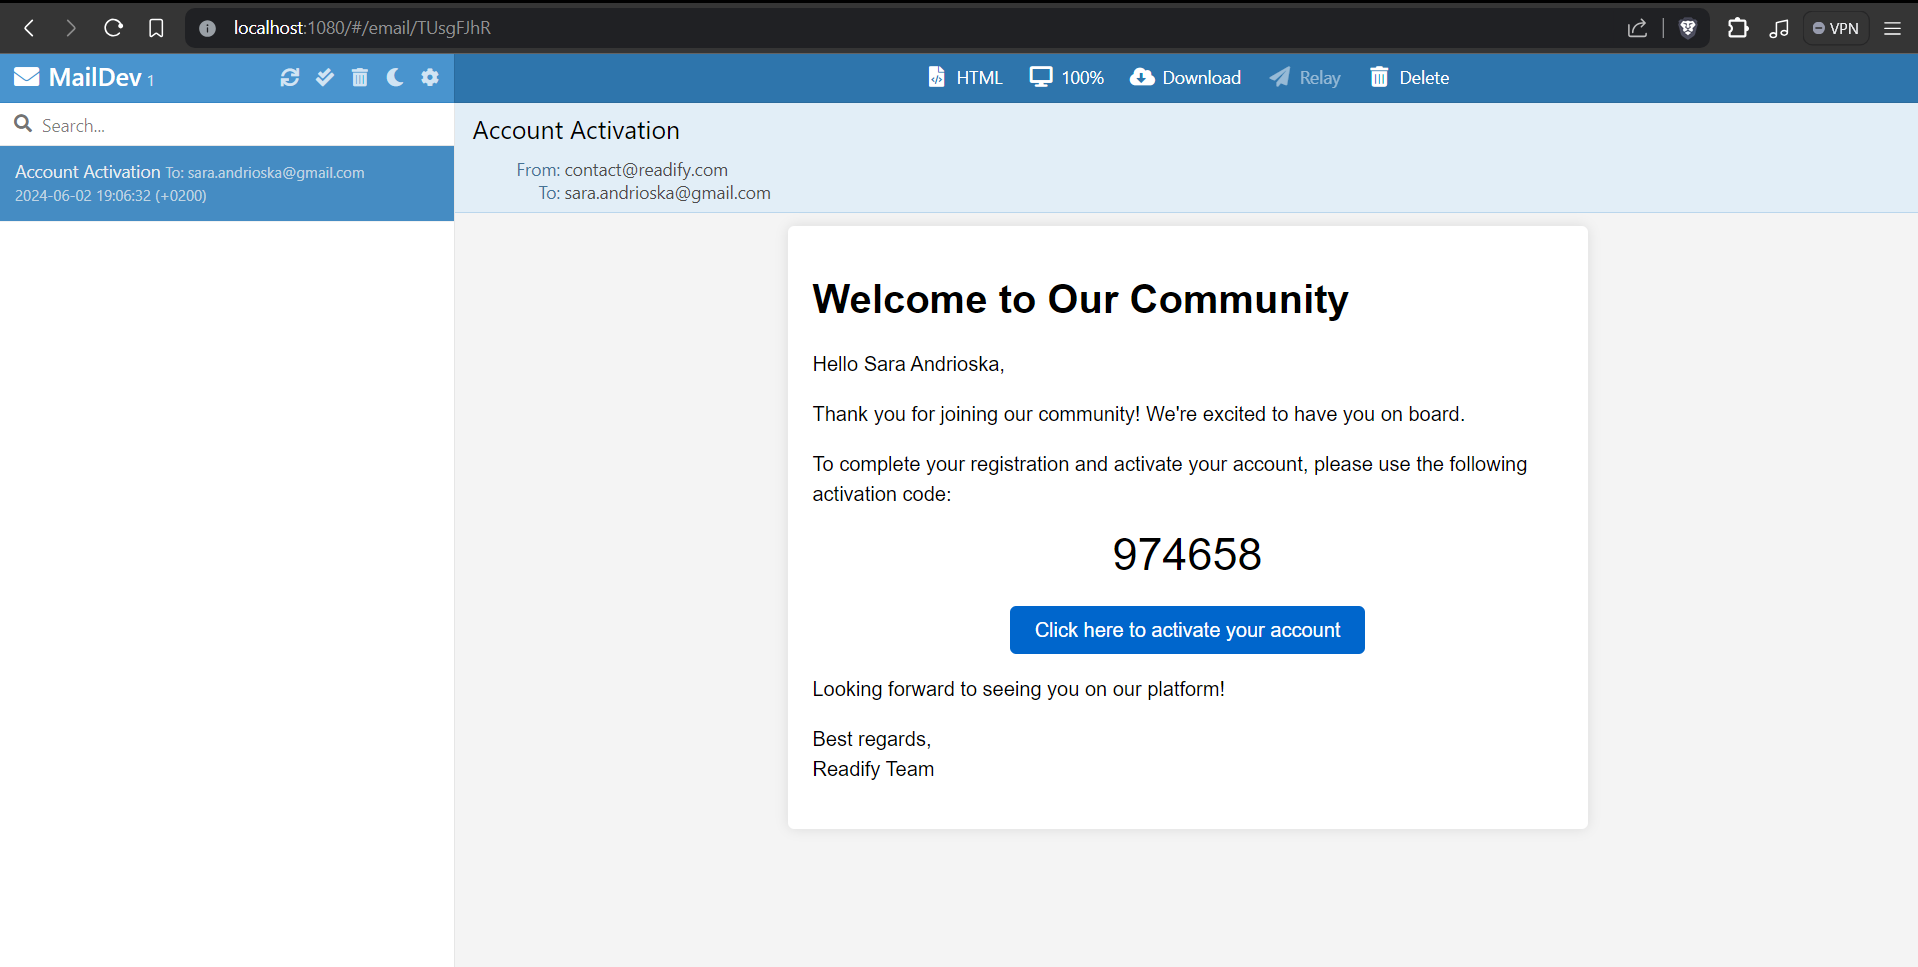 localhost:1080/#/email/TUsgFJhR
VPN
MailDev 1
HTML 100% Download Relay Delete
Search...
Account Activation To: sara.andrioska@gmail.com
2024-06-02 19:06:32 (+0200)
Account Activation
From: contact@readify.com
To: sara.andrioska@gmail.com
Welcome to Our Community
Hello Sara Andrioska,
Thank you for joining our community! We're excited to have you on board.
To complete your registration and activate your account, please use the following
activation code:
974658
Click here to activate your account
Looking forward to seeing you on our platform!
Best regards,
Readify Team